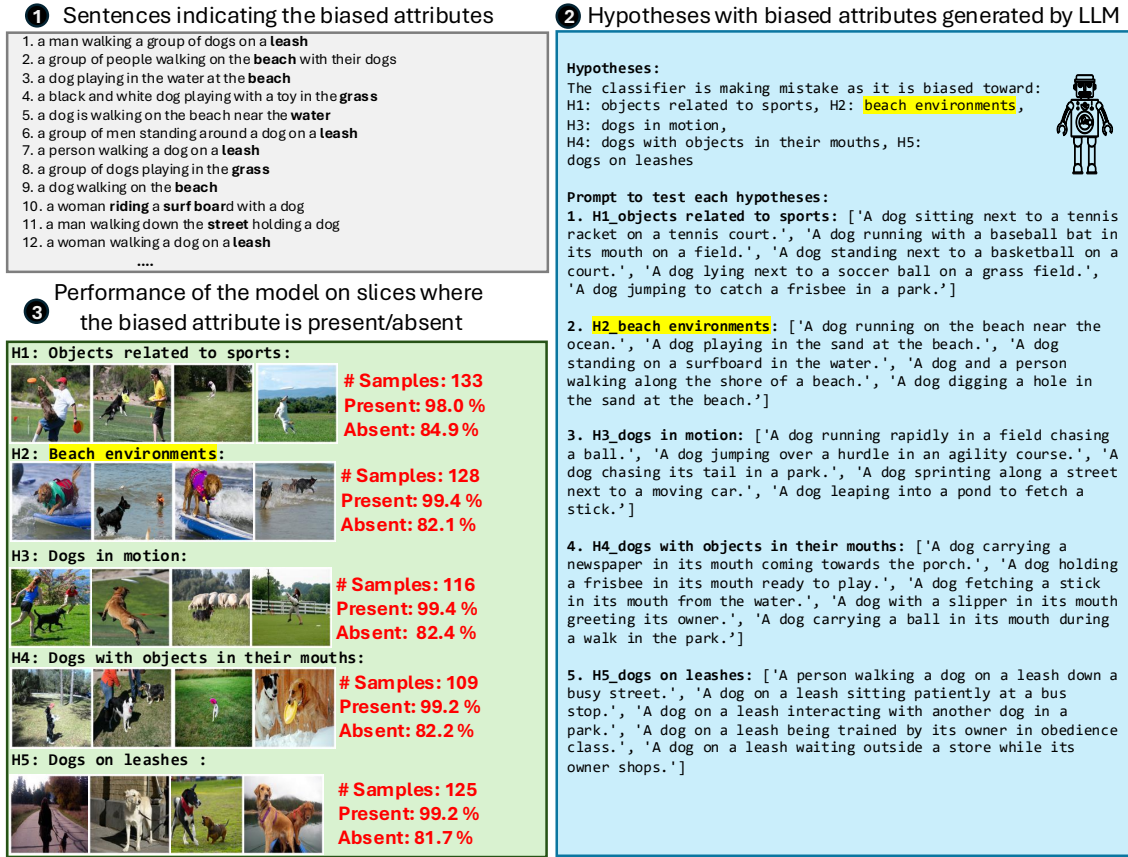 1 Sentences indicating the biased attributes
1. a man walking a group of dogs on a leash
2. a group of people walking on the beach with their dogs
3. a dog playing in the water at the beach
4. a black and white dog playing with a toy in the grass
5. a dog is walking on the beach near the water
6. a group of men standing around a dog on a leash
7. a person walking a dog on a leash
8. a group of dogs playing in the grass
9. a dog walking on the beach
10. a woman riding a surf board with a dog
11. a man walking down the street holding a dog
12. a woman walking a dog on a leash
....
2 Hypotheses with biased attributes generated by LLM
Hypotheses:
The classifier is making mistake as it is biased toward:
H1: objects related to sports, H2: beach environments,
H3: dogs in motion,
H4: dogs with objects in their mouths, H5:
dogs on leashes
Prompt to test each hypotheses:
1. H1_objects related to sports: ['A dog sitting next to a tennis
racket on a tennis court.', 'A dog running with a baseball bat in
its mouth on a field.', 'A dog standing next to a basketball on a
court.', 'A dog lying next to a soccer ball on a grass field.',
'A dog jumping to catch a frisbee in a park.’]
2. H2_beach environments: ['A dog running on the beach near the
ocean.', 'A dog playing in the sand at the beach.', 'A dog
standing on a surfboard in the water.', 'A dog and a person
walking along the shore of a beach.', 'A dog digging a hole in
the sand at the beach.’]
3. H3_dogs in motion: ['A dog running rapidly in a field chasing
a ball.', 'A dog jumping over a hurdle in an agility course.', 'A
dog chasing its tail in a park.', 'A dog sprinting along a street
next to a moving car.', 'A dog leaping into a pond to fetch a
stick.’]
4. H4_dogs with objects in their mouths: ['A dog carrying a
newspaper in its mouth coming towards the porch.', 'A dog holding
a frisbee in its mouth ready to play.', 'A dog fetching a stick
in its mouth from the water.', 'A dog with a slipper in its mouth
greeting its owner.', 'A dog carrying a ball in its mouth during
a walk in the park.’]
5. H5_dogs on leashes: ['A person walking a dog on a leash down a
busy street.', 'A dog on a leash sitting patiently at a bus
stop.', 'A dog on a leash interacting with another dog in a
park.', 'A dog on a leash being trained by its owner in obedience
class.', 'A dog on a leash waiting outside a store while its
owner shops.']
3 Performance of the model on slices where
the biased attribute is present/absent
H1: Objects related to sports:
# Samples: 133
Present: 98.0 %
Absent: 84.9 %
H2: Beach environments:
# Samples: 128
Present: 99.4 %
Absent: 82.1 %
H3: Dogs in motion:
# Samples: 116
Present: 99.4 %
Absent: 82.4 %
H4: Dogs with objects in their mouths:
# Samples: 109
Present: 99.2 %
Absent: 82.2 %
H5: Dogs on leashes :
# Samples: 125
Present: 99.2 %
Absent: 81.7 %